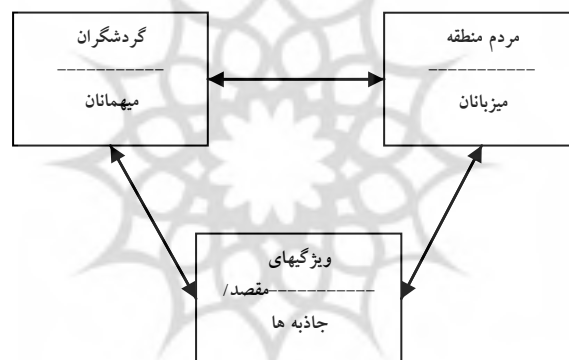 مردم منطقه
-----------
میزبانان
گردشگران
-----------
میهمانان
ویژگیهای
مقصد/-----------
جاذبه ها